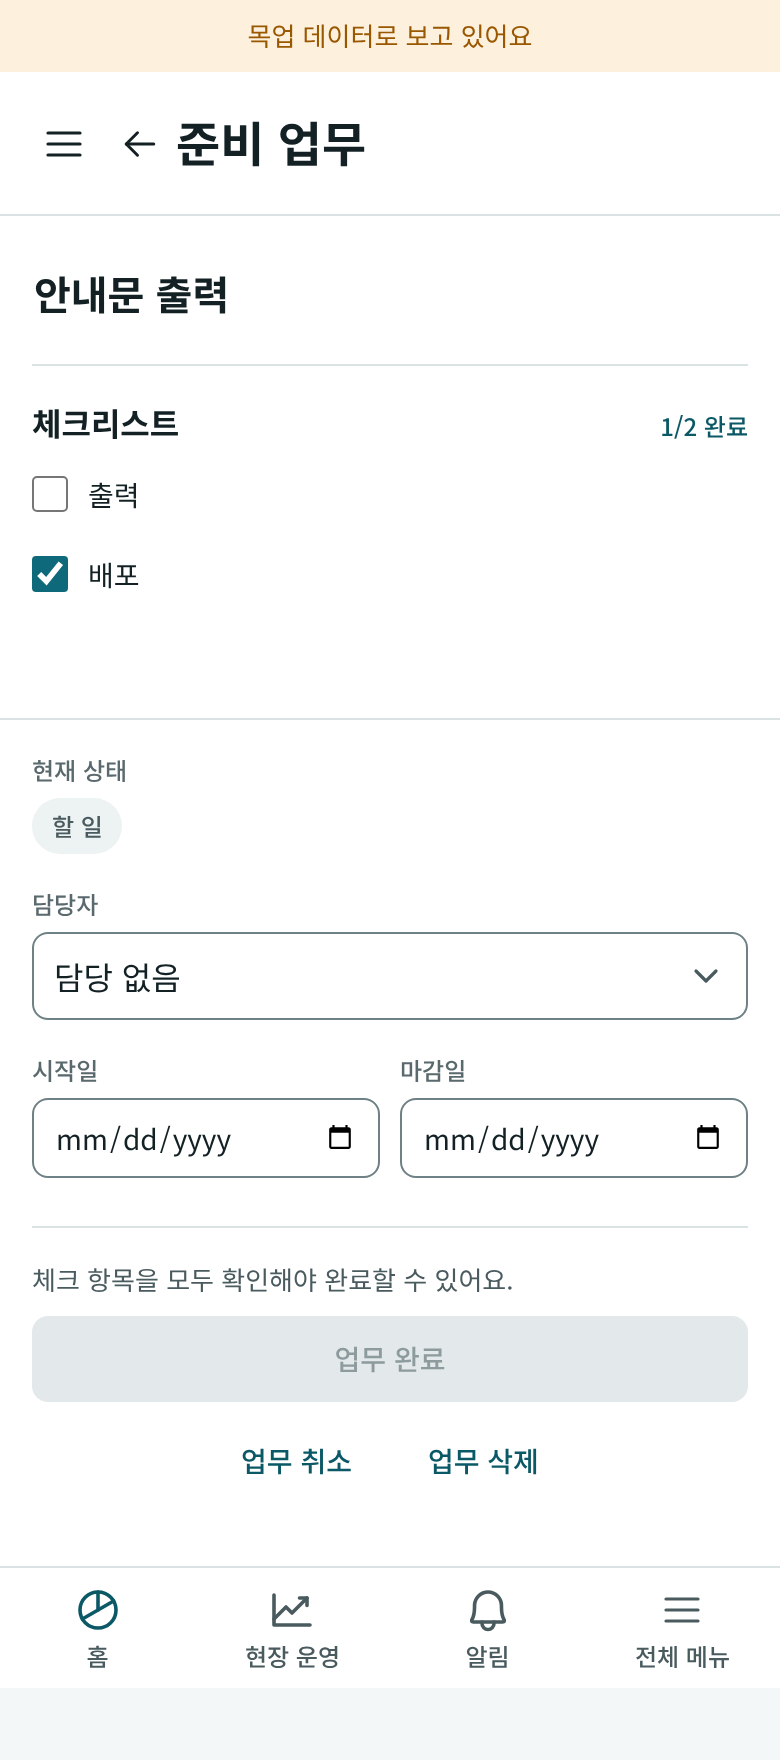 목업 데이터로 보고 있어요
준비 업무
안내문 출력
체크리스트
1/2 완료
출력
배포
현재 상태
할 일
담당자
담당 없음
시작일
마감일
mm/dd/yyyy
mm/dd/yyyy
체크 항목을 모두 확인해야 완료할 수 있어요.
업무 완료
업무 취소
업무 삭제
홈
현장 운영
알림
전체 메뉴